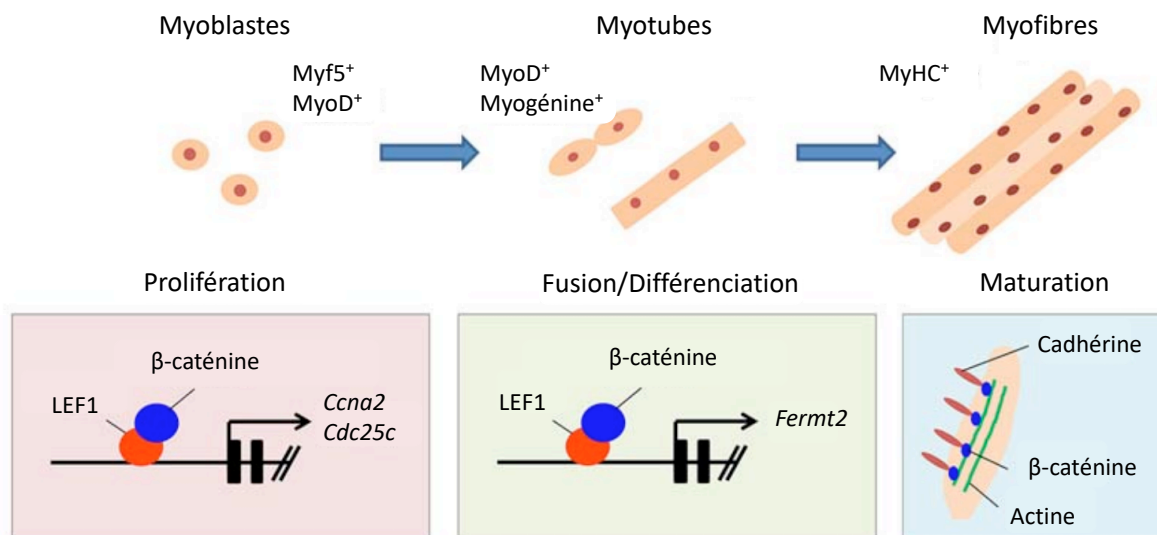 Myoblastes
Myotubes
Myofibres
Myf5⁺
MyoD⁺
MyoD⁺
Myogénine⁺
MyHC⁺
Prolifération
Fusion/Différenciation
Maturation
β-caténine
LEF1
Ccna2
Cdc25c
β-caténine
LEF1
Fermt2
Cadhérine
β-caténine
Actine